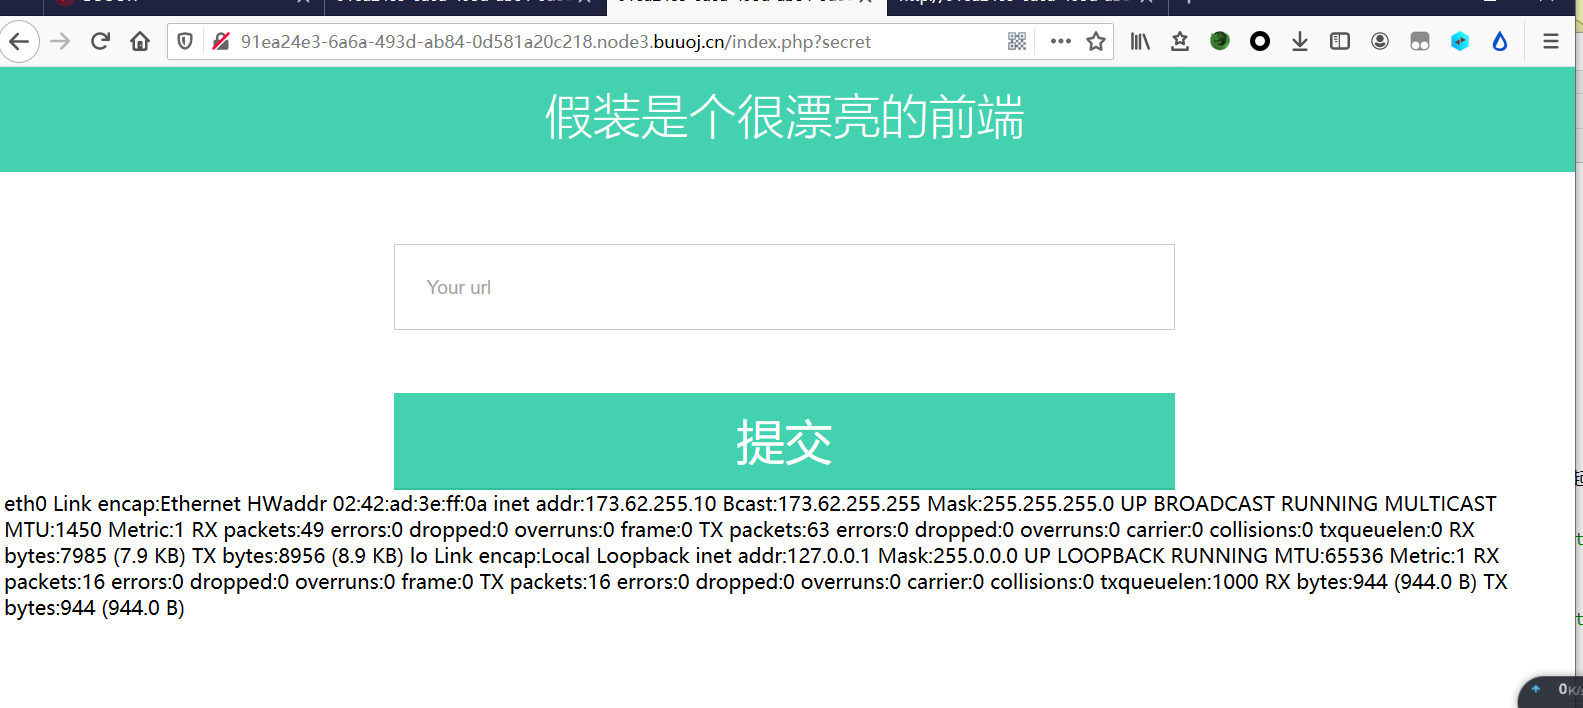 91ea24e3-6a6a-493d-ab84-0d581a20c218.node3.buuoj.cn/index.php?secret
假装是个很漂亮的前端
Your url
提交
eth0 Link encap:Ethernet HWaddr 02:42:ad:3e:ff:0a inet addr:173.62.255.10 Bcast:173.62.255.255 Mask:255.255.255.0 UP BROADCAST RUNNING MULTICAST
MTU:1450 Metric:1 RX packets:49 errors:0 dropped:0 overruns:0 frame:0 TX packets:63 errors:0 dropped:0 overruns:0 carrier:0 collisions:0 txqueuelen:0 RX
bytes:7985 (7.9 KB) TX bytes:8956 (8.9 KB) lo Link encap:Local Loopback inet addr:127.0.0.1 Mask:255.0.0.0 UP LOOPBACK RUNNING MTU:65536 Metric:1 RX
packets:16 errors:0 dropped:0 overruns:0 frame:0 TX packets:16 errors:0 dropped:0 overruns:0 carrier:0 collisions:0 txqueuelen:1000 RX bytes:944 (944.0 B) TX
bytes:944 (944.0 B)
0K/s